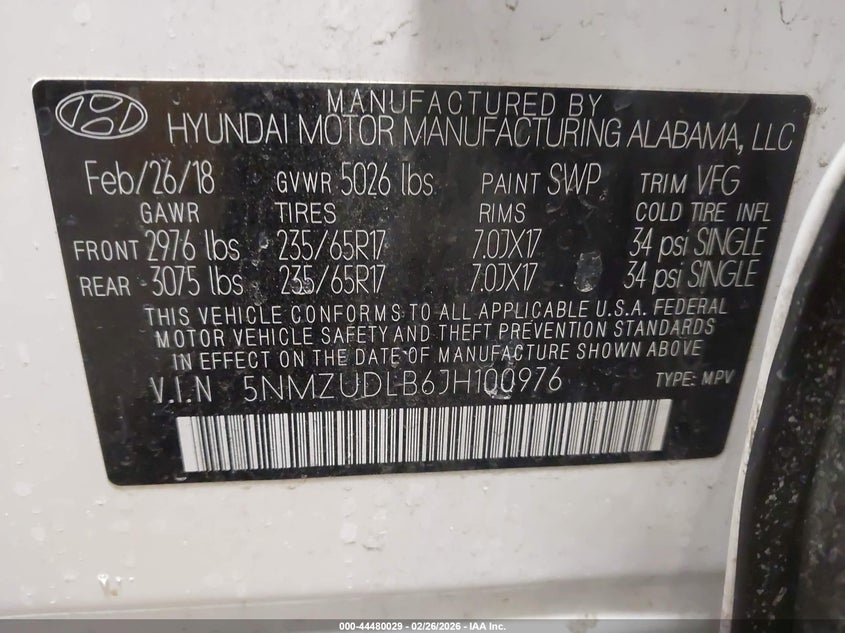 MANUFACTURED BY
HYUNDAI MOTOR MANUFACTURING ALABAMA, LLC
Feb/26/18 GVWR 5026 lbs PAINT SWP TRIM VFG
GAWR TIRES RIMS COLD TIRE INFL
FRONT 2976 lbs 235/65R17 7.0JX17 34 psi SINGLE
REAR 3075 lbs 235/65R17 7.0JX17 34 psi SINGLE
THIS VEHICLE CONFORMS TO ALL APPLICABLE U.S.A. FEDERAL
MOTOR VEHICLE SAFETY AND THEFT PREVENTION STANDARDS
IN EFFECT ON THE DATE OF MANUFACTURE SHOWN ABOVE
V.I.N 5NMZUDLB6JH100976 TYPE: MPV
000-44480029 - 02/26/2026 - IAA Inc.